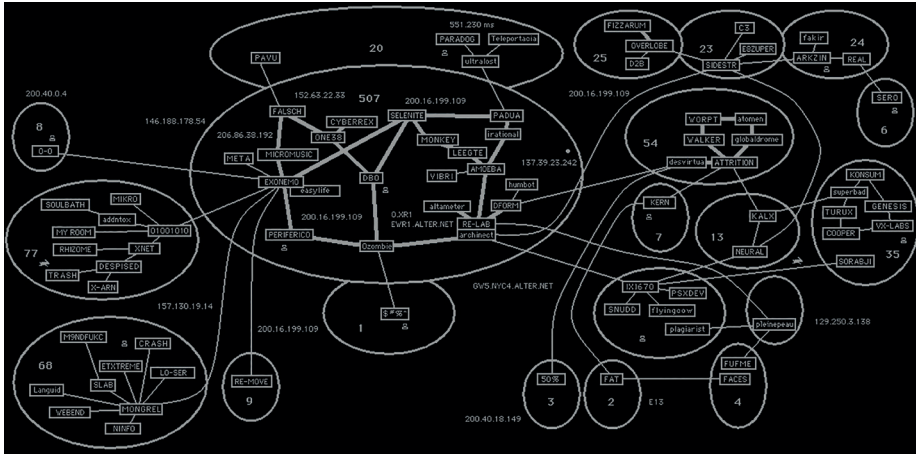 551.230 ms
PARADOG
Teleportacia
20
ultralost
PAVU
FIZZARUM
OVERLOBE
25
D2B
C3
23
ESZUPER
SIDESTR
fakir
24
ARKZIN
REAL
200.40.0.4
152.63.22.33
507
200.16.199.109
200.16.199.109
SERO
6
146.188.178.54
FALSCH
CYBERREX
SELENITE
PADUA
8
0-0
206.86.38.192
ONE38
MONKEY
irational
LEEGTE
META
MICROMUSIC
137.39.23.242
WORPT
atomen
54
WALKER
globaldrome
desvirtua
ATTRITION
EXONEMO
easylife
DBO
VIBRI
AMOEBA
humbot
MIKRO
SOULBATH
addntox
MY ROOM
01001010
200.16.199.109
altameter
DFORM
0.XR1
EWR1.ALTER.NET
RE-LAB
archinect
KERN
7
KALX
13
NEURAL
KONSUM
superbad
TURUX
GENESIS
COOPER
VX-LABS
35
77
RHIZOME
XNET
PERIFERICO
Ozombie
DESPISED
TRASH
X-ARN
SORABJI
GW5.NYC4.ALTER.NET
IXI670
PSXDEV
SNUDD
flyingcow
plagiarist
pleinepeau
129.250.3.138
157.130.19.14
200.16.199.109
1
$#%^
M9NDFUKC
CRASH
68
ETXTREME
LO-SER
SLAB
Languid
WEBEND
MONGREL
NINFO
RE-MOVE
9
50%
3
FAT
2
E13
FUFME
FACES
4
200.40.18.149